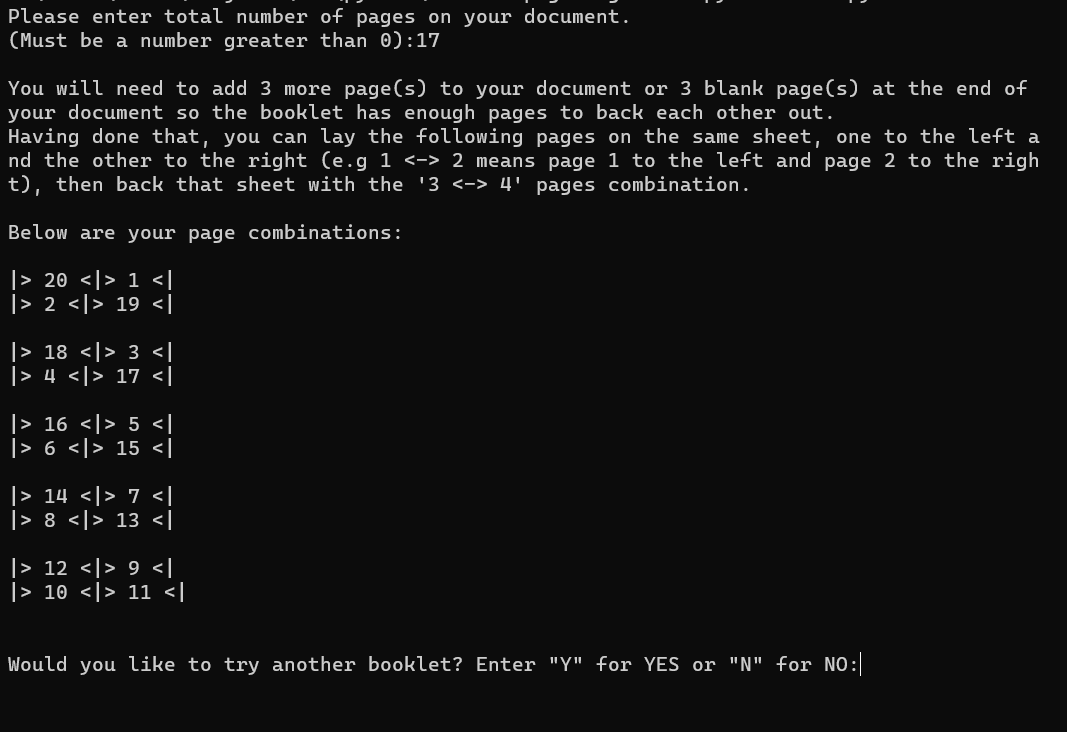 Please enter total number of pages on your document.
(Must be a number greater than 0):17
You will need to add 3 more page(s) to your document or 3 blank page(s) at the end of
your document so the booklet has enough pages to back each other out.
Having done that, you can lay the following pages on the same sheet, one to the left a
nd the other to the right (e.g 1 <-> 2 means page 1 to the left and page 2 to the righ
t), then back that sheet with the '3 <-> 4' pages combination.
Below are your page combinations:
|> 20 <|> 1 <|
|> 2 <|> 19 <|
|> 18 <|> 3 <|
|> 4 <|> 17 <|
|> 16 <|> 5 <|
|> 6 <|> 15 <|
|> 14 <|> 7 <|
|> 8 <|> 13 <|
|> 12 <|> 9 <|
|> 10 <|> 11 <|
Would you like to try another booklet? Enter "Y" for YES or "N" for NO: